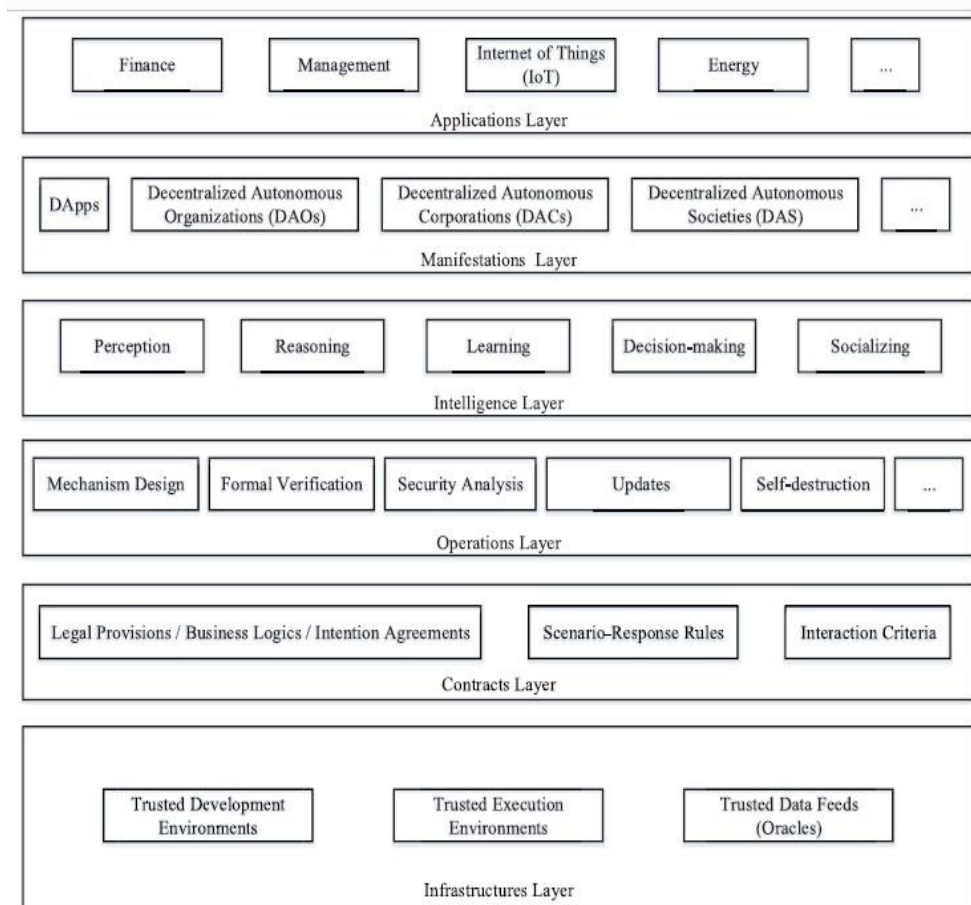 Finance
Management
Internet of Things
(IoT)
Energy
...
Applications Layer
DApps
Decentralized Autonomous
Organizations (DAOs)
Decentralized Autonomous
Corporations (DACs)
Decentralized Autonomous
Societies (DAS)
...
Manifestations Layer
Perception
Reasoning
Learning
Decision-making
Socializing
Intelligence Layer
Mechanism Design
Formal Verification
Security Analysis
Updates
Self-destruction
...
Operations Layer
Legal Provisions / Business Logics / Intention Agreements
Scenario-Response Rules
Interaction Criteria
Contracts Layer
Trusted Development
Environments
Trusted Execution
Environments
Trusted Data Feeds
(Oracles)
Infrastructures Layer